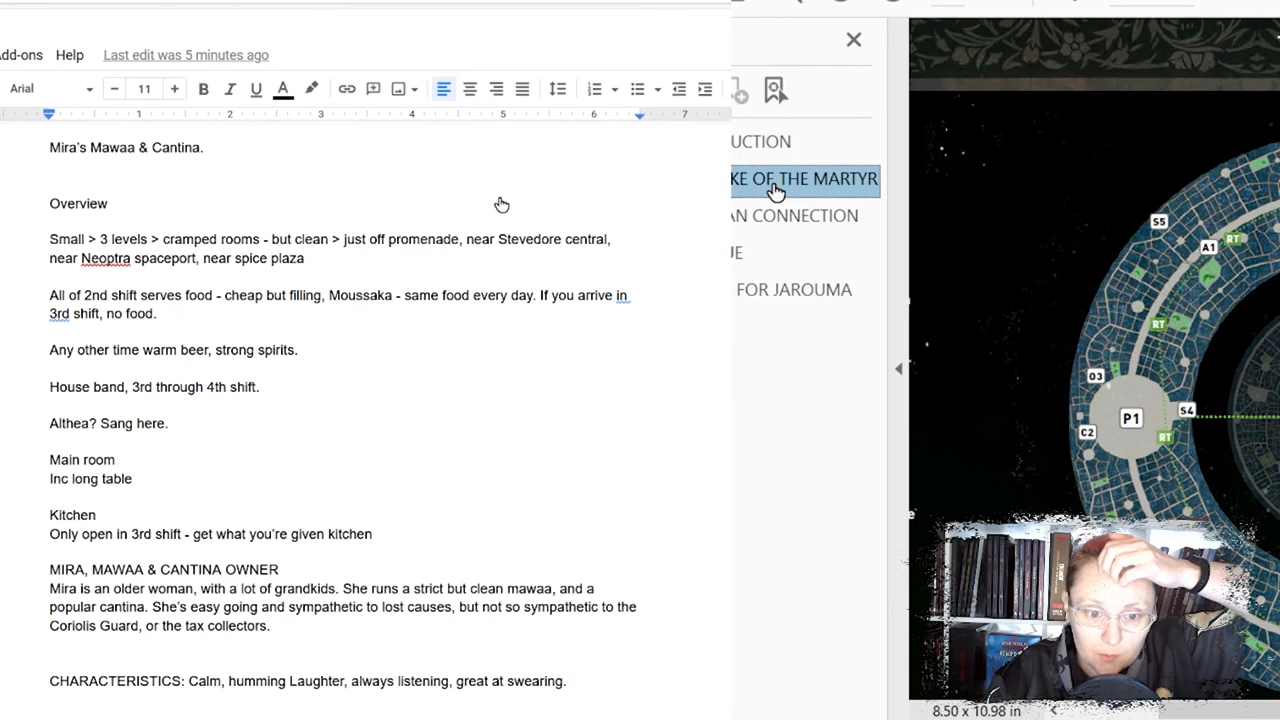 Add-ons Help Last edit was 5 minutes ago
Arial 11 B I U A
1 2 3 4 5 6 7
Mira's Mawaa & Cantina.
Overview
Small > 3 levels > cramped rooms - but clean > just off promenade, near Stevedore central,
near Neoptra spaceport, near spice plaza
All of 2nd shift serves food - cheap but filling, Moussaka - same food every day. If you arrive in
3rd shift, no food.
Any other time warm beer, strong spirits.
House band, 3rd through 4th shift.
Althea? Sang here.
Main room
Inc long table
Kitchen
Only open in 3rd shift - get what you're given kitchen
MIRA, MAWAA & CANTINA OWNER
Mira is an older woman, with a lot of grandkids. She runs a strict but clean mawaa, and a
popular cantina. She's easy going and sympathetic to lost causes, but not so sympathetic to the
Coriolis Guard, or the tax collectors.
CHARACTERISTICS: Calm, humming Laughter, always listening, great at swearing.
UCTION
KE OF THE MARTYR
AN CONNECTION
UE
FOR JAROUMA
S5
A1 RT
RT
03
P1 S4
C2 RT
8.50 x 10.98 in